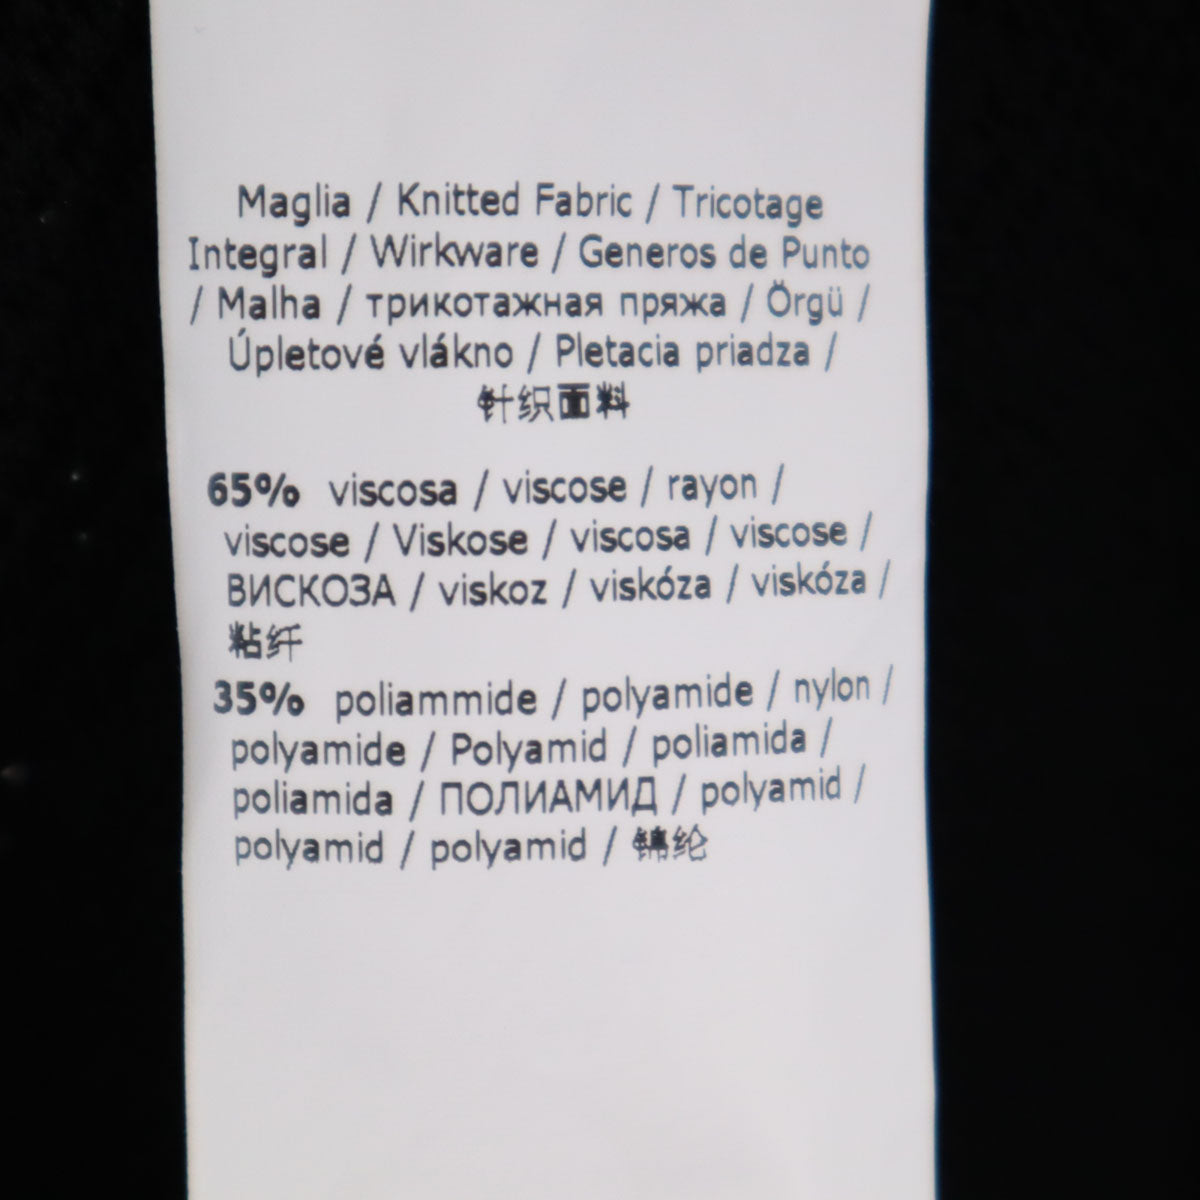 Maglia / Knitted Fabric / Tricotage
Integral / Wirkware / Generos de Punto
/ Malha / трикотажная пряжа / Örgü /
Úpletové vlákno / Pletacia priadza /
针织面料
65% viscosa / viscose / rayon /
viscose / Viskose / viscosa / viscose /
ВИСКОЗА / viskoz / viskóza / viskóza /
粘纤
35% poliammide / polyamide / nylon /
polyamide / Polyamid / poliamida /
poliamida / ПОЛИАМИД / polyamid /
polyamid / polyamid / 锦纶